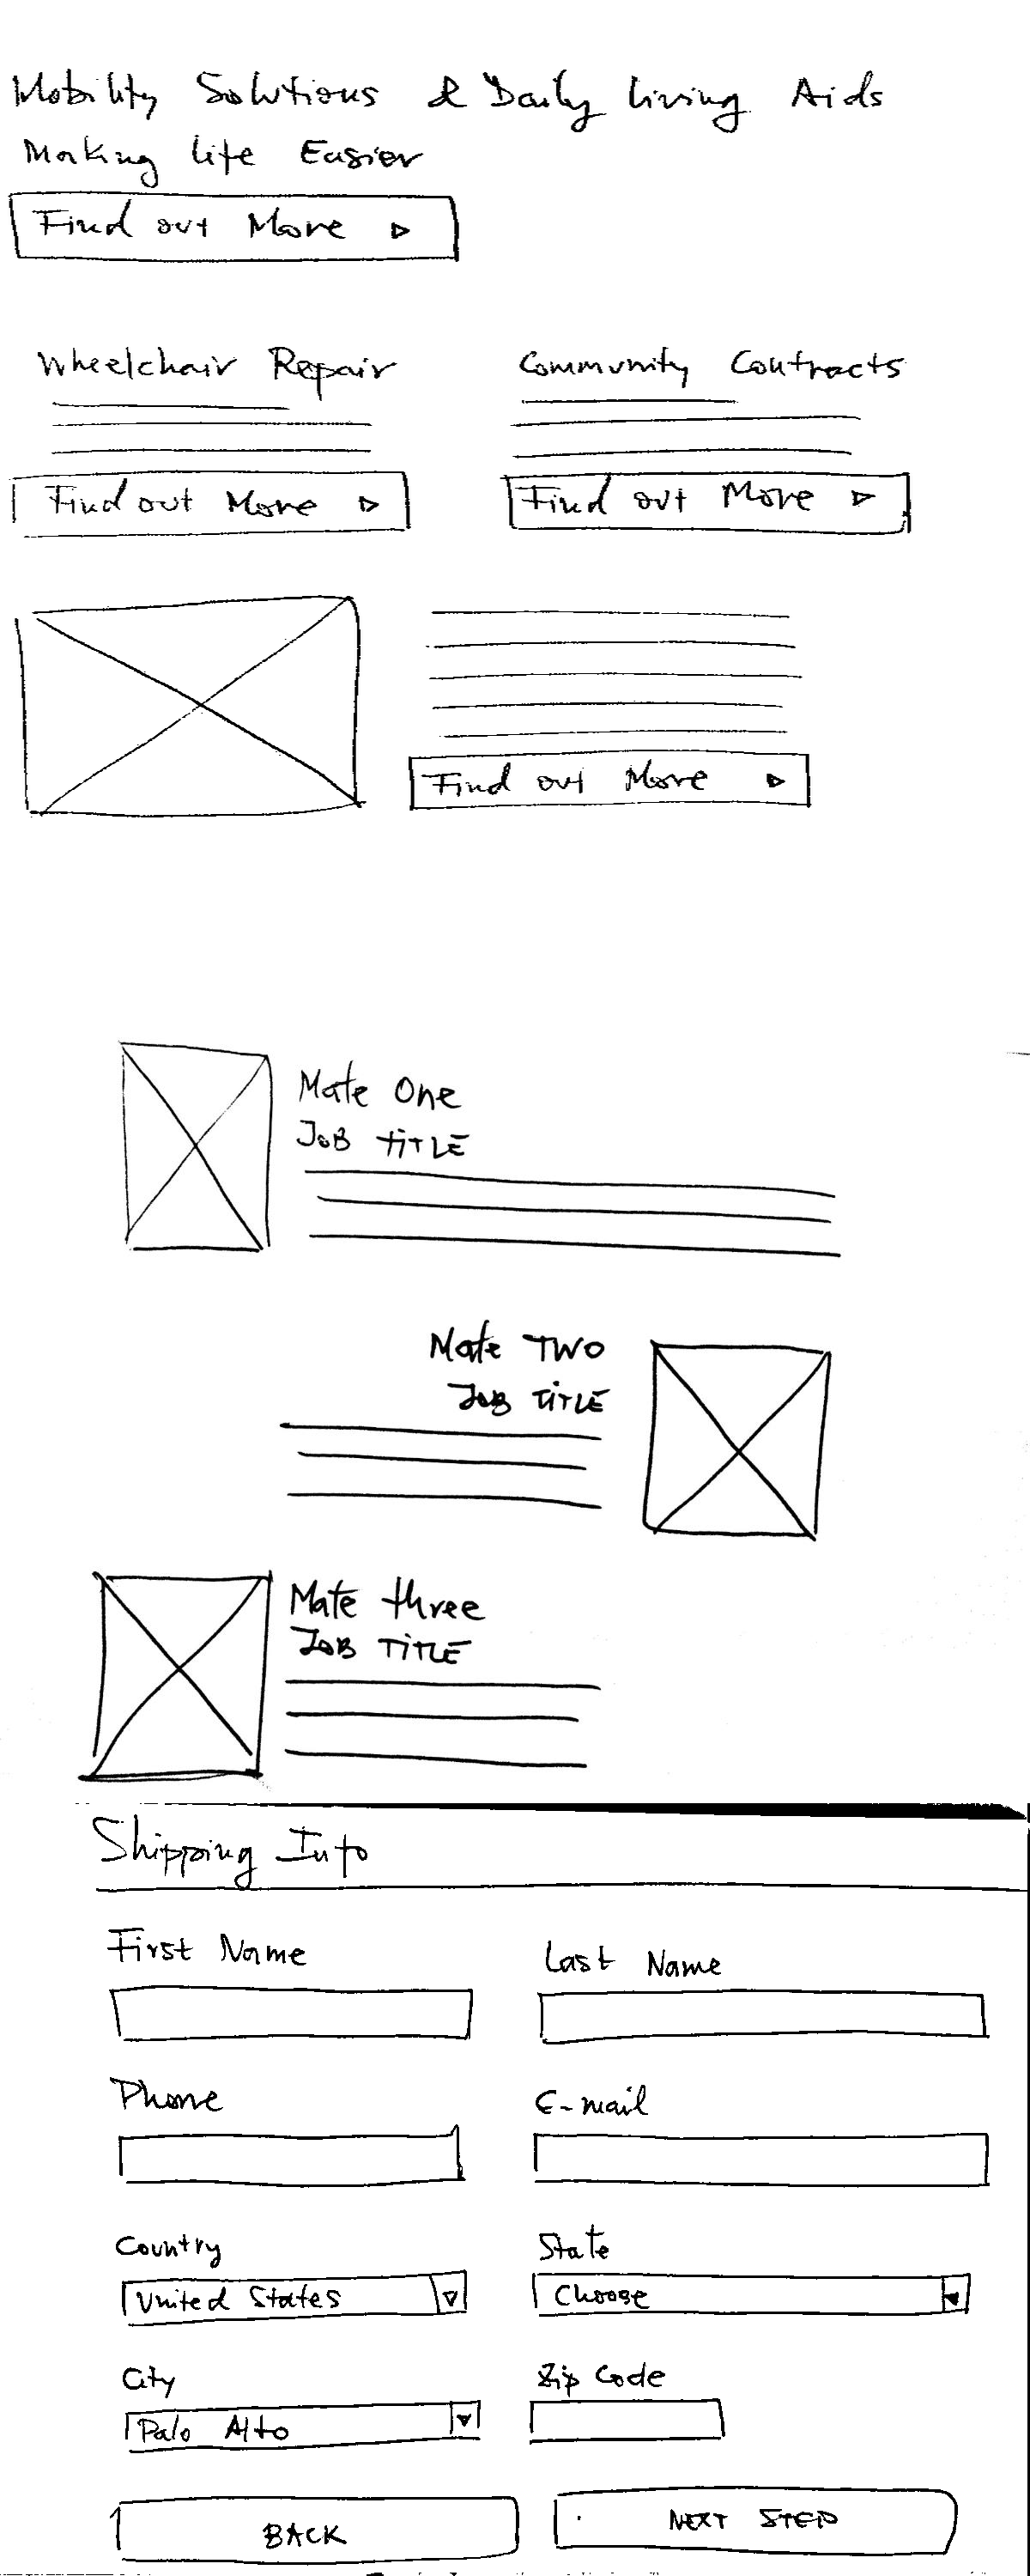 Mobility Solutions & Daily living Aids
Making life Easier
Find out More
Wheelchair Repair
Community Contracts
Find out More
Find out More
Find out More
Mate One
JOB TITLE
Mate TWO
JOB TITLE
Mate three
JOB TITLE
Shipping Info
First Name
Last Name
Phone
E-mail
Country
State
United States
Choose
City
Zip Code
Palo Alto
BACK
NEXT STEP